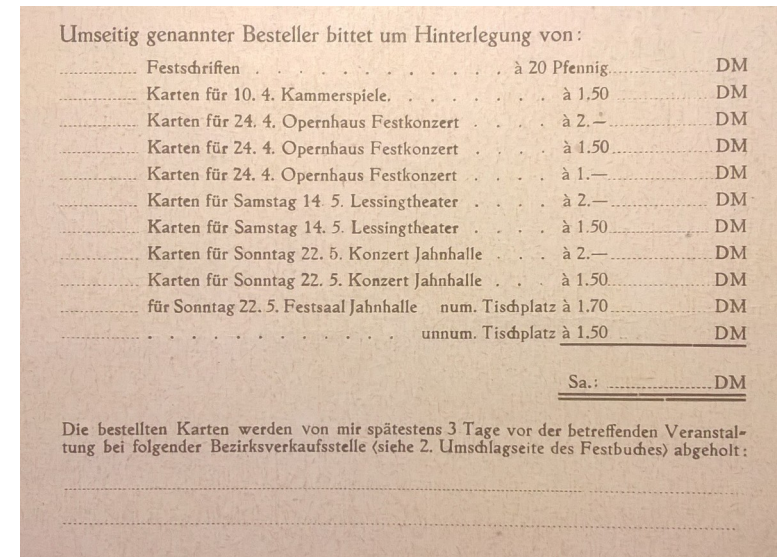 Umseitig genannter Besteller bittet um Hinterlegung von:
Festschriften . . . . . . . . . . . à 20 Pfennig DM
Karten für 10. 4. Kammerspiele. . . . . . . à 1.50 DM
Karten für 24. 4. Opernhaus Festkonzert . . . . à 2.— DM
Karten für 24. 4. Opernhaus Festkonzert . . . . à 1.50 DM
Karten für 24. 4. Opernhaus Festkonzert . . . . à 1.— DM
Karten für Samstag 14. 5. Lessingtheater . . . . à 2.— DM
Karten für Samstag 14. 5. Lessingtheater . . . . à 1.50 DM
Karten für Sonntag 22. 5. Konzert Jahnhalle . . . à 2.— DM
Karten für Sonntag 22. 5. Konzert Jahnhalle . . . à 1.50 DM
für Sonntag 22. 5. Festsaal Jahnhalle num. Tischplatz à 1.70 DM
. . . . . . . . . . . . unnum. Tischplatz à 1.50 DM
Sa.: DM
Die bestellten Karten werden von mir spätestens 3 Tage vor der betreffenden Veranstal-
tung bei folgender Bezirksverkaufsstelle (siehe 2. Umschlagseite des Festbuches) abgeholt: